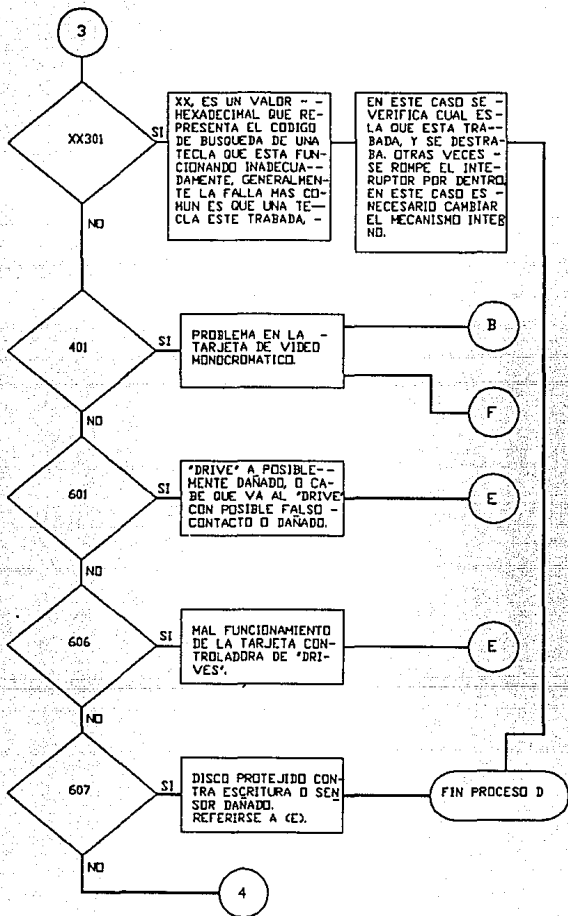 3
XX301
SI
XX, ES UN VALOR - -
HEXADECIMAL QUE RE-
PRESENTA EL CODIGO
DE BUSQUEDA DE UNA
TECLA QUE ESTA FUN-
CIONANDO INADECUA-
DAMENTE, GENERALMEN-
TE LA FALLA MAS CO-
MUN ES QUE UNA TE--
CLA ESTE TRABADA, -
EN ESTE CASO SE -
VERIFICA CUAL ES-
LA QUE ESTA TRA--
BADA, Y SE DESTRA-
BA. OTRAS VECES -
SE ROMPE EL INTE-
RUPTOR POR DENTRO,
EN ESTE CASO ES -
NECESARIO CAMBIAR
EL MECANISMO INTER
NO.
NO
401
SI
PROBLEMA EN LA -
TARJETA DE VIDEO
MONOCROMATICO.
B
F
NO
601
SI
"DRIVE" A POSIBLE--
MENTE DAÑADO, O CA-
BE QUE VA AL "DRIVE"
CON POSIBLE FALSO -
CONTACTO O DAÑADO.
E
NO
606
SI
MAL FUNCIONAMIENTO
DE LA TARJETA CON-
TROLADORA DE "DRI-
VES".
E
NO
607
SI
DISCO PROTEJIDO CON-
TRA ESCRITURA O SEN
SOR DAÑADO.
REFERIRSE A (E).
FIN PROCESO D
NO
4